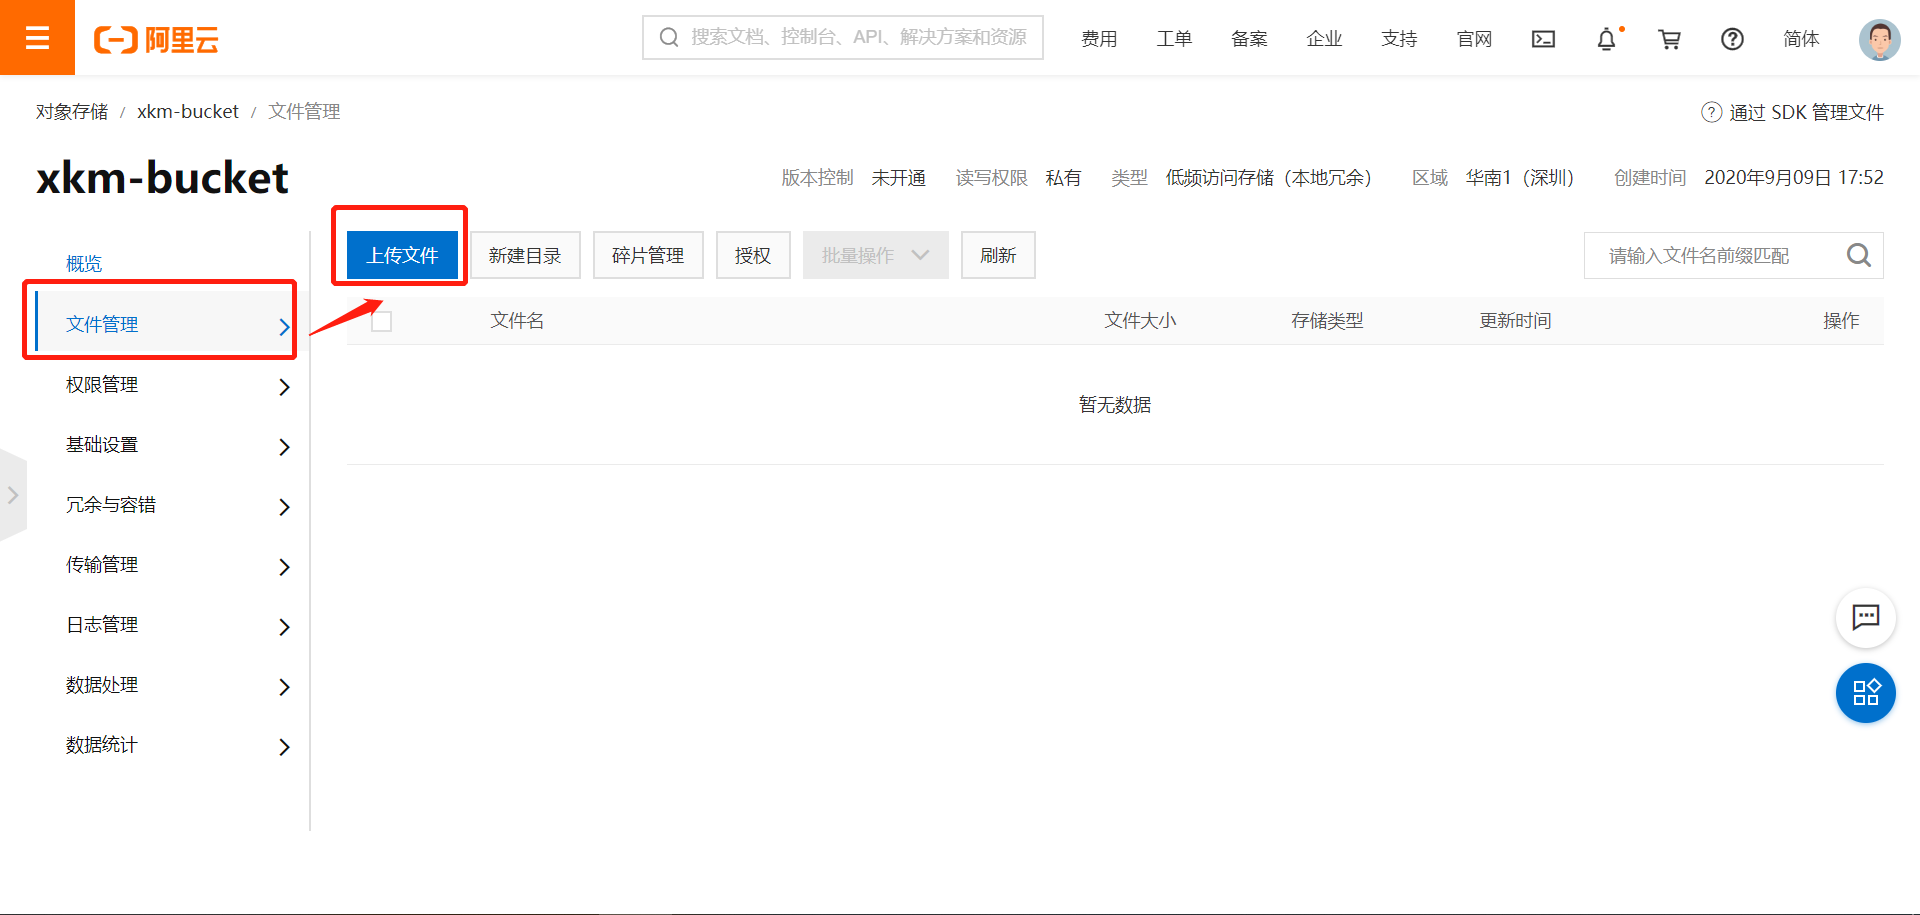 阿里云
搜索文档、控制台、API、解决方案和资源
费用 工单 备案 企业 支持 官网 简体
对象存储 / xkm-bucket / 文件管理
通过 SDK 管理文件
xkm-bucket
版本控制 未开通 读写权限 私有 类型 低频访问存储（本地冗余） 区域 华南1（深圳） 创建时间 2020年9月09日 17:52
概览
文件管理
权限管理
基础设置
冗余与容错
传输管理
日志管理
数据处理
数据统计
上传文件 新建目录 碎片管理 授权 批量操作 刷新
请输入文件名前缀匹配
文件名 文件大小 存储类型 更新时间 操作
暂无数据